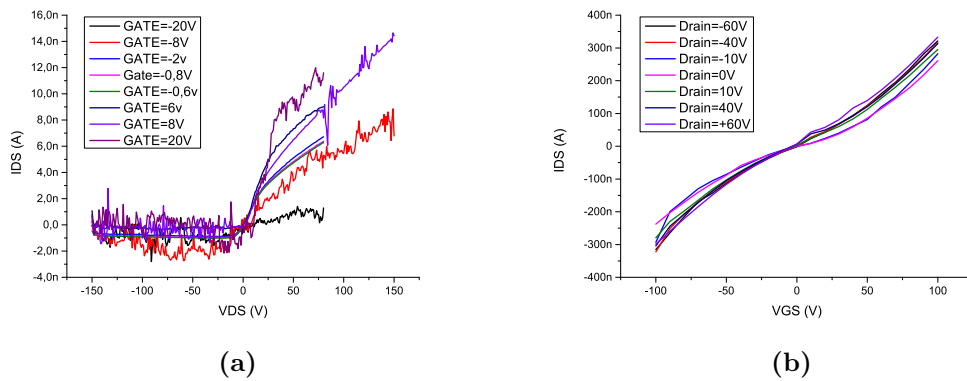 16,0n
14,0n
12,0n
10,0n
8,0n
6,0n
4,0n
2,0n
0,0
-2,0n
-4,0n
IDS (A)
GATE=-20V
GATE=-8V
GATE=-2v
Gate=-0,8V
GATE=-0,6v
GATE=6v
GATE=8V
GATE=20V
-150 -100 -50 0 50 100 150
VDS (V)
(a)
400n
300n
200n
100n
0
-100n
-200n
-300n
400n
IDS (A)
Drain=-60V
Drain=-40V
Drain=-10V
Drain=0V
Drain=10V
Drain=40V
Drain=+60V
-100 -50 0 50 100
VGS (V)
(b)